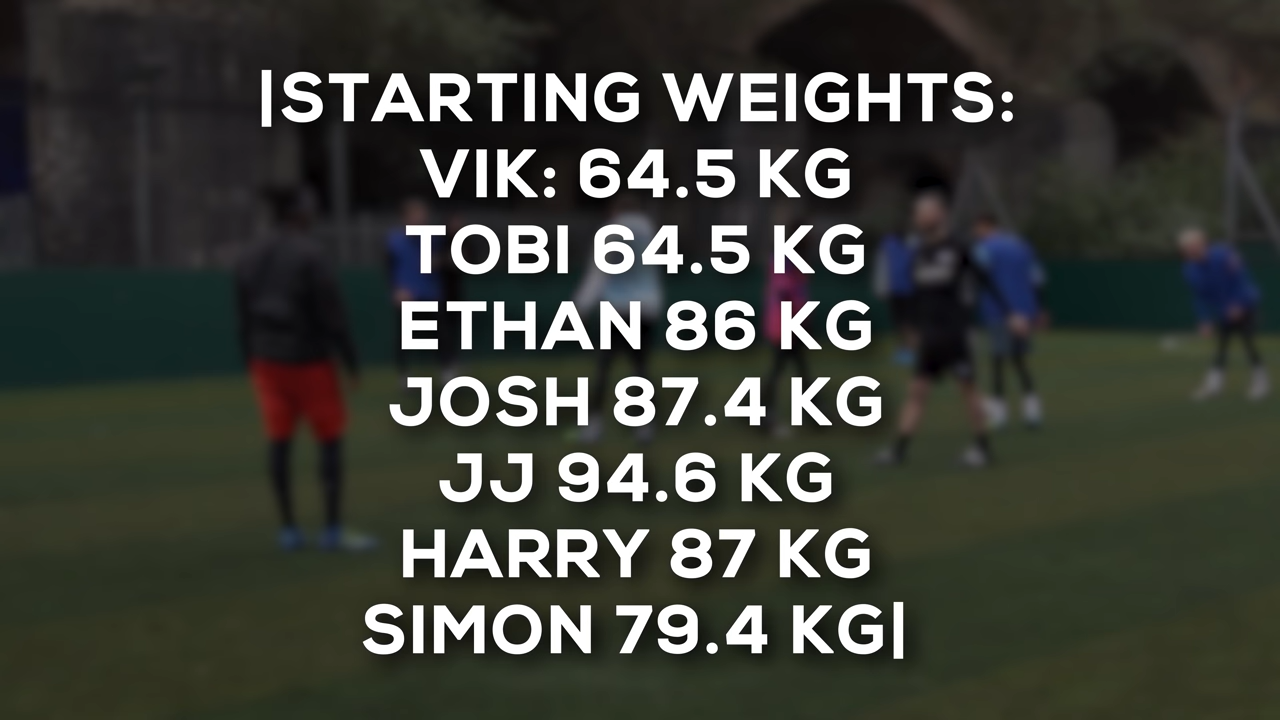 |STARTING WEIGHTS:
VIK: 64.5 KG
TOBI 64.5 KG
ETHAN 86 KG
JOSH 87.4 KG
JJ 94.6 KG
HARRY 87 KG
SIMON 79.4 KG|